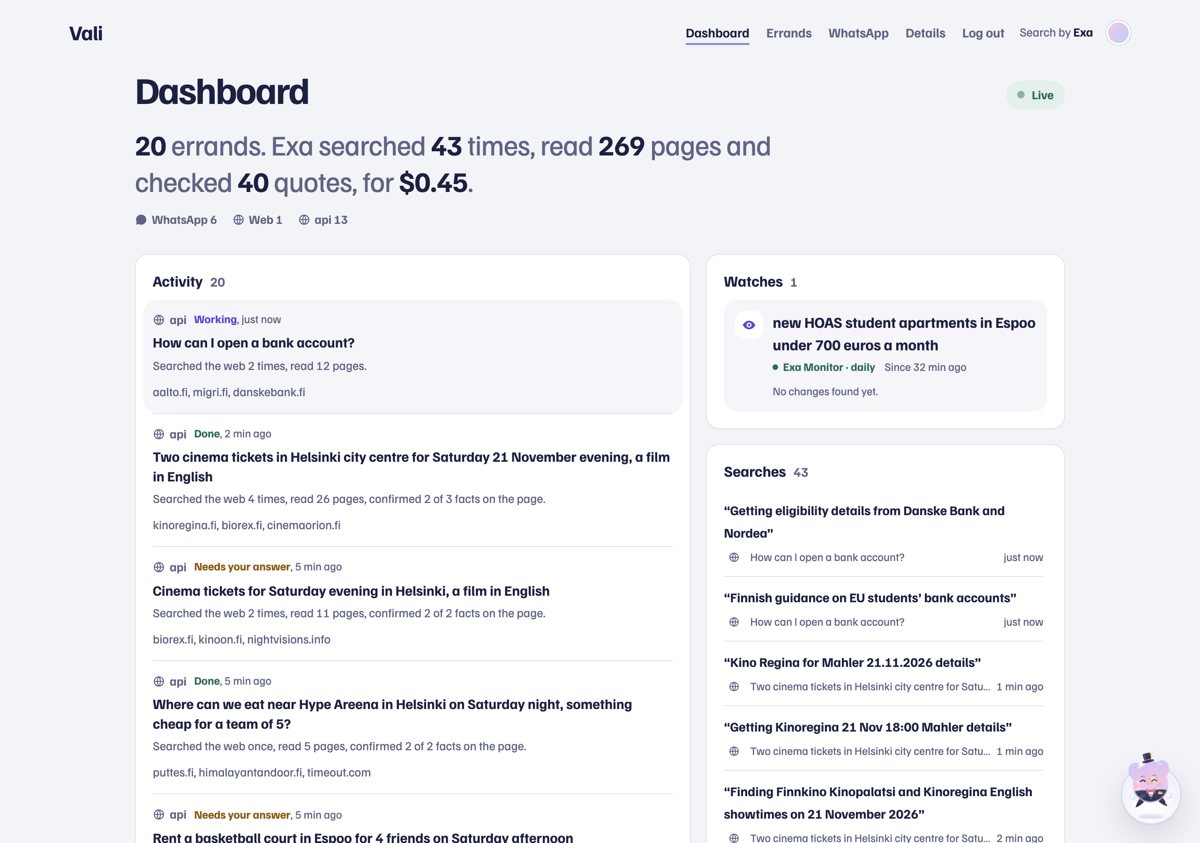 Vali
Dashboard
Errands
WhatsApp
Details
Log out
Search by Exa
Dashboard
Live
20 errands. Exa searched 43 times, read 269 pages and
checked 40 quotes, for $0.45.
WhatsApp 6
Web 1
api 13
Activity 20
api Working, just now
How can I open a bank account?
Searched the web 2 times, read 12 pages.
aalto.fi, migri.fi, danskebank.fi
api Done, 2 min ago
Two cinema tickets in Helsinki city centre for Saturday 21 November evening, a film
in English
Searched the web 4 times, read 26 pages, confirmed 2 of 3 facts on the page.
kinoregina.fi, biorex.fi, cinemaorion.fi
api Needs your answer, 5 min ago
Cinema tickets for Saturday evening in Helsinki, a film in English
Searched the web 2 times, read 11 pages, confirmed 2 of 2 facts on the page.
biorex.fi, kinoon.fi, nightvisions.info
api Done, 5 min ago
Where can we eat near Hype Areena in Helsinki on Saturday night, something
cheap for a team of 5?
Searched the web once, read 5 pages, confirmed 2 of 2 facts on the page.
puttes.fi, himalayantandoor.fi, timeout.com
api Needs your answer, 5 min ago
Rent a basketball court in Espoo for 4 friends on Saturday afternoon
Watches 1
new HOAS student apartments in Espoo
under 700 euros a month
Exa Monitor · daily Since 32 min ago
No changes found yet.
Searches 43
“Getting eligibility details from Danske Bank and
Nordea”
How can I open a bank account? just now
“Finnish guidance on EU students’ bank accounts”
How can I open a bank account? just now
“Kino Regina for Mahler 21.11.2026 details”
Two cinema tickets in Helsinki city centre for Satu... 1 min ago
“Getting Kinoregina 21 Nov 18:00 Mahler details”
Two cinema tickets in Helsinki city centre for Satu... 1 min ago
“Finding Finnkino Kinopalatsi and Kinoregina English
showtimes on 21 November 2026”
Two cinema tickets in Helsinki city centre for Satu... 2 min ago